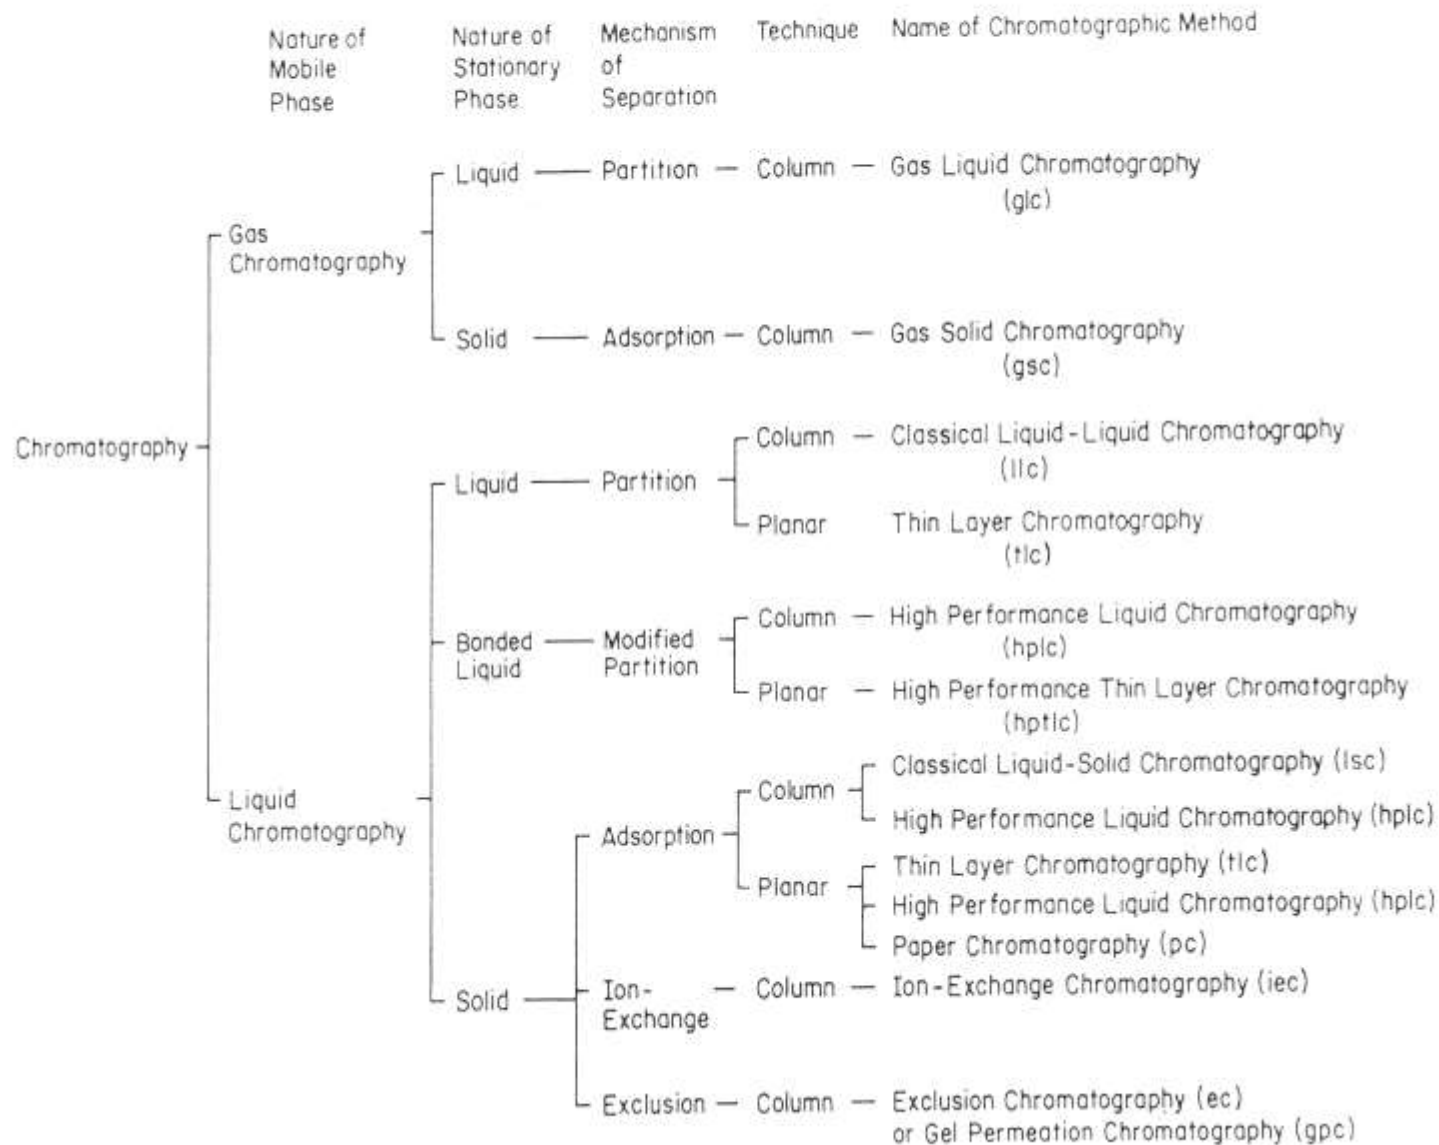 Nature of Mobile Phase
Nature of Stationary Phase
Mechanism of Separation
Technique
Name of Chromatographic Method
Chromatography
Gas Chromatography
Liquid — Partition — Column — Gas Liquid Chromatography
(glc)
Solid — Adsorption — Column — Gas Solid Chromatography
(gsc)
Liquid Chromatography
Liquid — Partition
Column — Classical Liquid-Liquid Chromatography
(llc)
Planar Thin Layer Chromatography
(tlc)
Bonded Liquid — Modified Partition
Column — High Performance Liquid Chromatography
(hplc)
Planar — High Performance Thin Layer Chromatography
(hptlc)
Solid
Adsorption
Column
Classical Liquid-Solid Chromatography (lsc)
High Performance Liquid Chromatography (hplc)
Planar
Thin Layer Chromatography (tlc)
High Performance Liquid Chromatography (hplc)
Paper Chromatography (pc)
Ion-Exchange — Column — Ion-Exchange Chromatography (iec)
Exclusion — Column — Exclusion Chromatography (ec)
or Gel Permeation Chromatography (gpc)